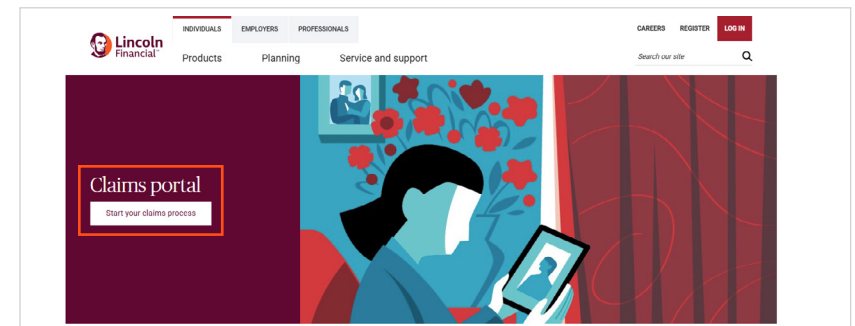 INDIVIDUALS EMPLOYERS PROFESSIONALS
CAREERS REGISTER LOG IN
Lincoln
Financial™
Products Planning Service and support
Search our site
Claims portal
Start your claims process